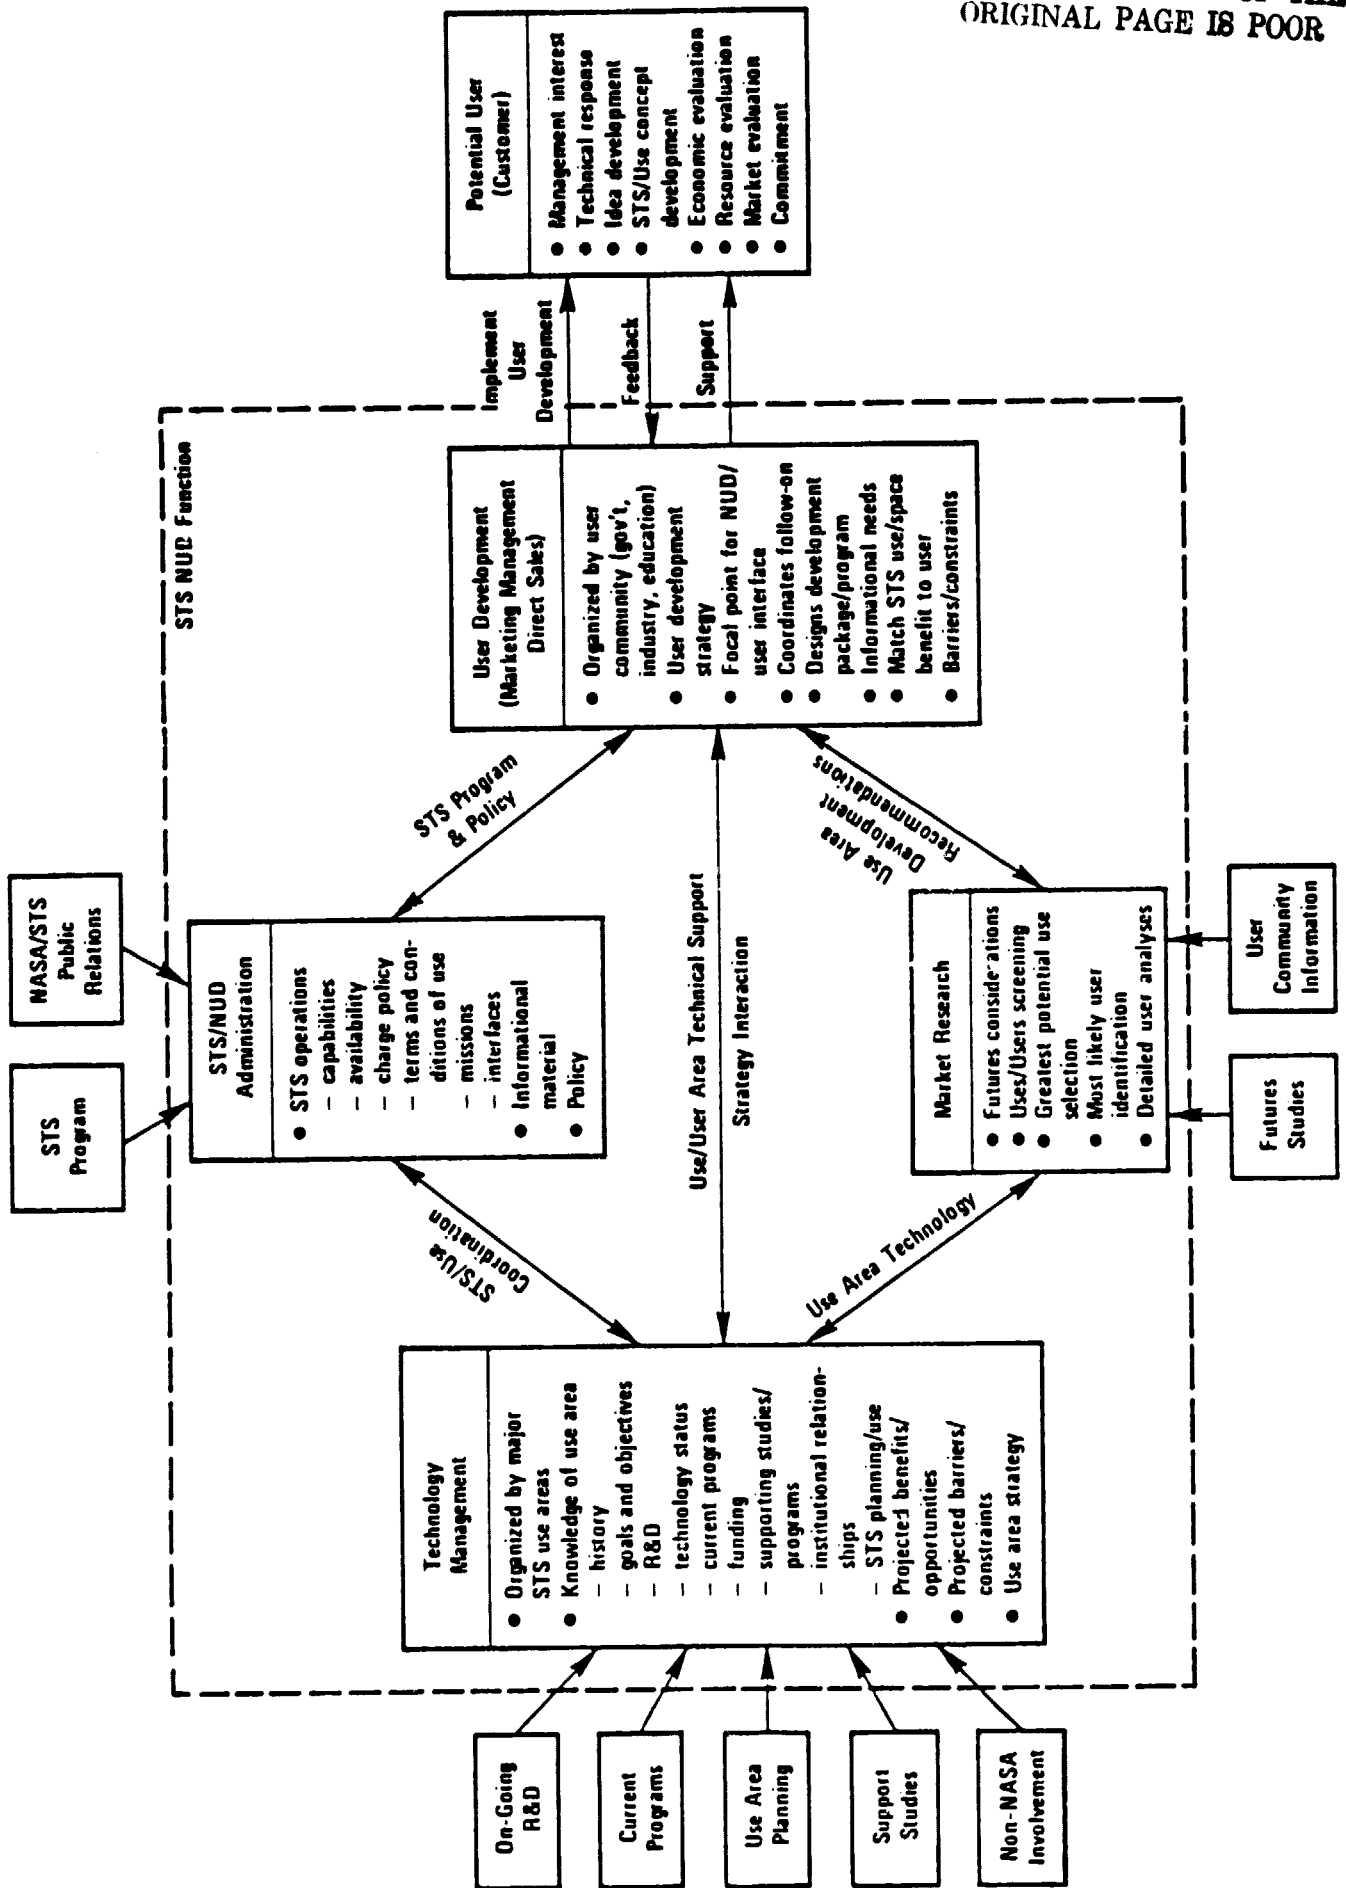 ORIGINAL PAGE IS POOR
STS
Program
NASA/STS
Public
Relations
STS NUD Function
On-Going
R&D
Current
Programs
Use Area
Planning
Support
Studies
Non-NASA
Involvement
Technology
Management
● Organized by major
STS use areas
● Knowledge of use area
– history
– goals and objectives
– R&D
– technology status
– current programs
– funding
– supporting studies/
programs
– institutional relation-
ships
– STS planning/use
● Projected benefits/
opportunities
● Projected barriers/
constraints
● Use area strategy
STS/Use
Coordination
STS/NUD
Administration
● STS operations
– capabilities
– availability
– charge policy
– terms and con-
ditions of use
– missions
– interfaces
● Informational
material
● Policy
STS Program
& Policy
Use/User Area Technical Support
Strategy Interaction
Use Area Technology
Market Research
● Futures considerations
● Uses/Users screening
● Greatest potential use
selection
● Most likely user
identification
● Detailed user analyses
Use Area
Development
Recommendations
Futures
Studies
User
Community
Information
User Development
(Marketing Management
Direct Sales)
● Organized by user
community (gov't,
industry, education)
● User development
strategy
● Focal point for NUD/
user interface
● Coordinates follow-on
● Designs development
package/program
● Informational needs
● Match STS use/space
benefit to user
● Barriers/constraints
Implement
User
Development
Feedback
Support
Potential User
(Customer)
● Management interest
● Technical response
● Idea development
● STS/Use concept
development
● Economic evaluation
● Resource evaluation
● Market evaluation
● Commitment